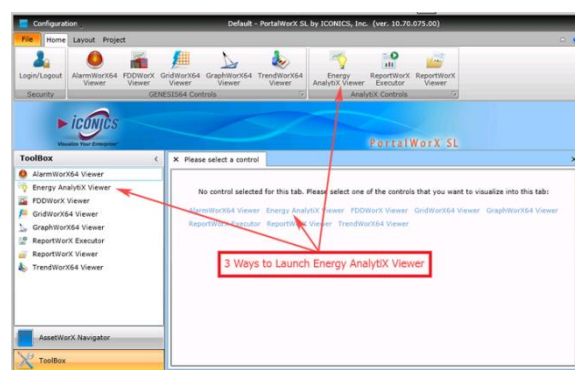 Configuration
Default - PortalWorX SL by ICONICS, Inc. (ver. 10.70.075.00)
File Home Layout Project
Login/Logout AlarmWorX64 Viewer FDDWorX Viewer GridWorX64 Viewer GraphWorX64 Viewer TrendWorX64 Viewer Energy AnalytiX Viewer ReportWorX Executor ReportWorX Viewer
Security GENESIS64 Controls AnalytiX Controls
ICONICS
Visualize Your Enterprise
PortalWorX SL
ToolBox
Please select a control
AlarmWorX64 Viewer
Energy AnalytiX Viewer
FDDWorX Viewer
GridWorX64 Viewer
GraphWorX64 Viewer
ReportWorX Executor
ReportWorX Viewer
TrendWorX64 Viewer
No control selected for this tab. Please select one of the controls that you want to visualize into this tab:
AlarmWorX64 Viewer Energy AnalytiX Viewer FDDWorX Viewer GridWorX64 Viewer GraphWorX64 Viewer
ReportWorX Executor ReportWorX Viewer TrendWorX64 Viewer
3 Ways to Launch Energy AnalytiX Viewer
AssetWorX Navigator
ToolBox